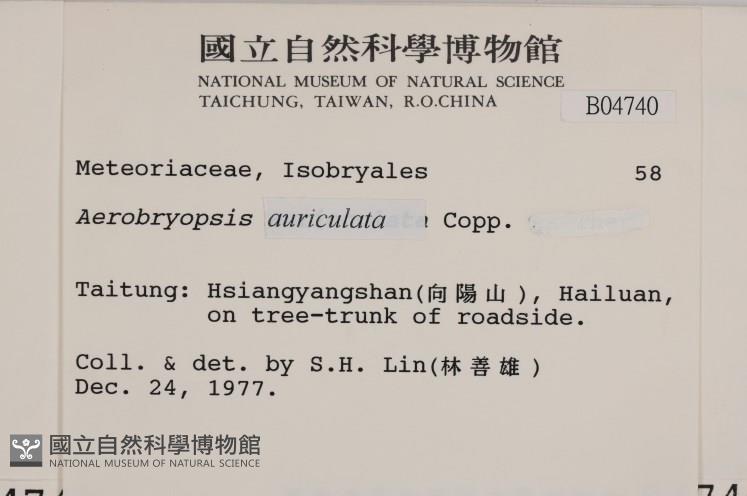 國立自然科學博物館
NATIONAL MUSEUM OF NATURAL SCIENCE
TAICHUNG, TAIWAN, R.O.CHINA
B04740
Meteoriaceae, Isobryales 58
Aerobryopsis auriculata Copp.
Taitung: Hsiangyangshan(向陽山), Hailuan,
on tree-trunk of roadside.
Coll. & det. by S.H. Lin(林善雄)
Dec. 24, 1977.
國立自然科學博物館
NATIONAL MUSEUM OF NATURAL SCIENCE